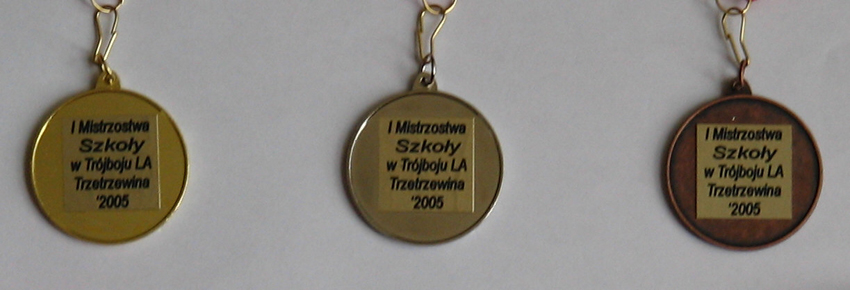 I Mistrzostwa
Szkoły
w Trójboju LA
Trzetrzewina
'2005
I Mistrzostwa
Szkoły
w Trójboju LA
Trzetrzewina
'2005
I Mistrzostwa
Szkoły
w Trójboju LA
Trzetrzewina
'2005